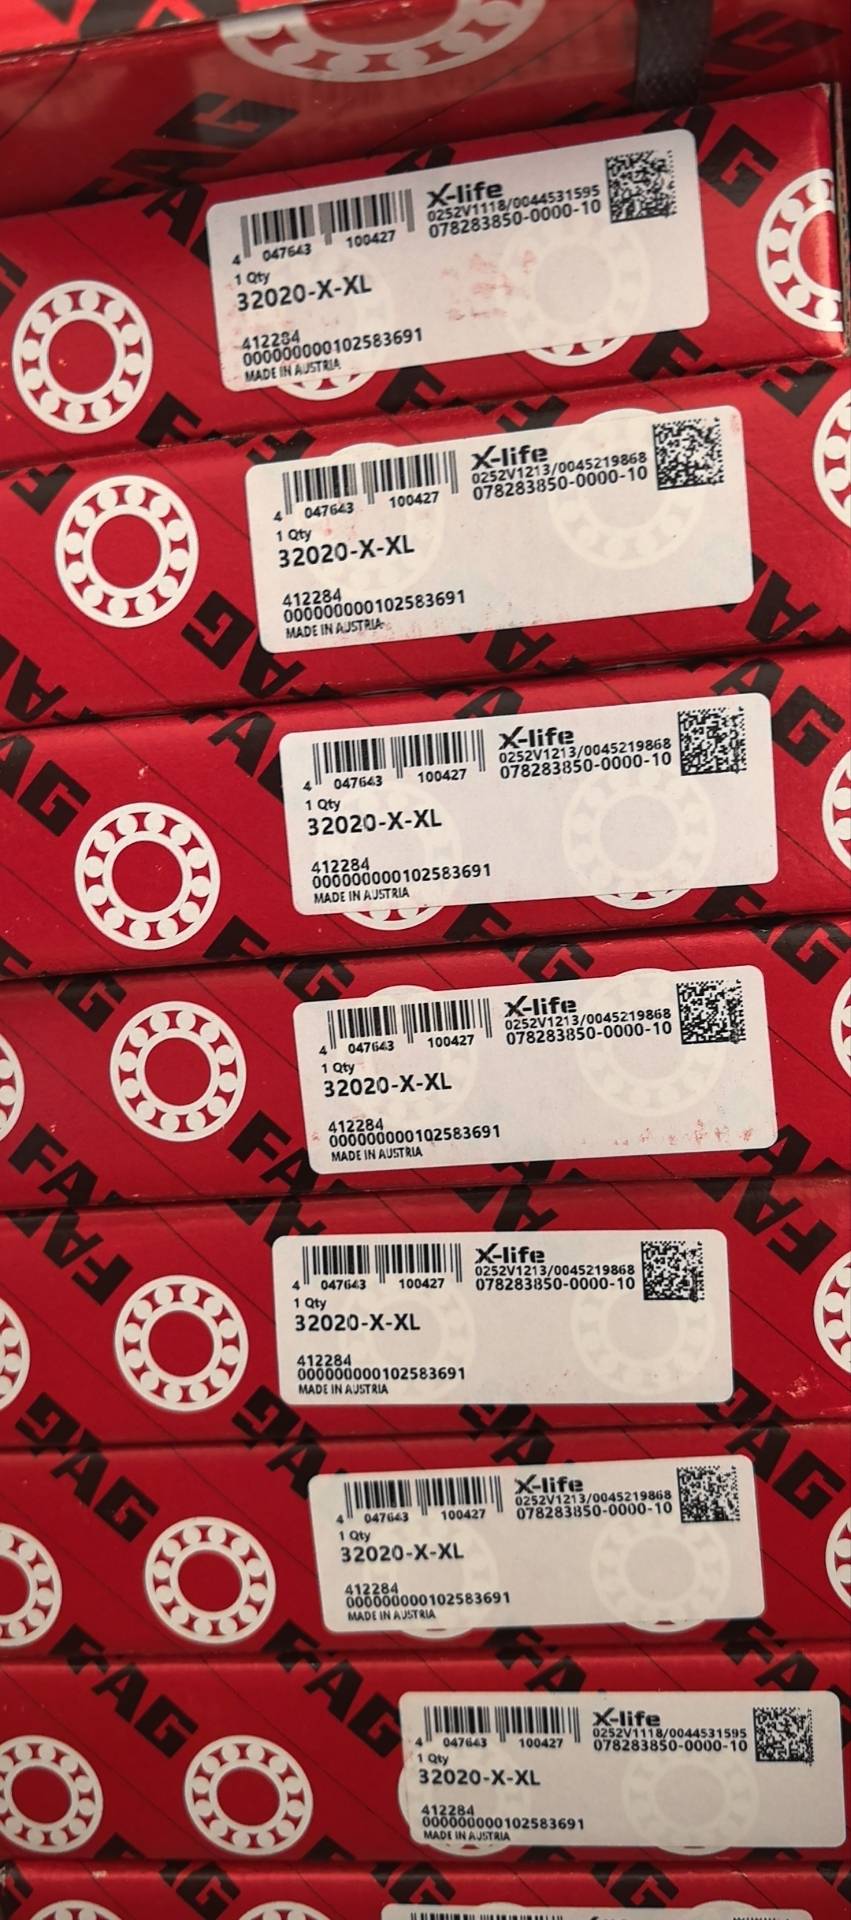 AG
FAG
X-life
0252V1118/0044531595
078283850-0000-10
4 047643 100427
1 Qty
32020-X-XL
412284
000000000102583691
MADE IN AUSTRIA
X-life
0252V1213/0045219868
078283850-0000-10
4 047643 100427
1 Qty
32020-X-XL
412284
000000000102583691
MADE IN AUSTRIA
FAG
X-life
0252V1213/0045219868
078283850-0000-10
4 047643 100427
1 Qty
32020-X-XL
412284
000000000102583691
MADE IN AUSTRIA
FAG
X-life
0252V1213/0045219868
078283850-0000-10
4 047643 100427
1 Qty
32020-X-XL
412284
000000000102583691
MADE IN AUSTRIA
X-life
0252V1213/0045219868
078283850-0000-10
4 047643 100427
1 Qty
32020-X-XL
412284
000000000102583691
MADE IN AUSTRIA
X-life
0252V1213/0045219868
078283850-0000-10
4 047643 100427
1 Qty
32020-X-XL
412284
000000000102583691
MADE IN AUSTRIA
FAG
FAG
X-life
0252V1118/0044531595
078283850-0000-10
4 047643 100427
1 Qty
32020-X-XL
412284
000000000102583691
MADE IN AUSTRIA